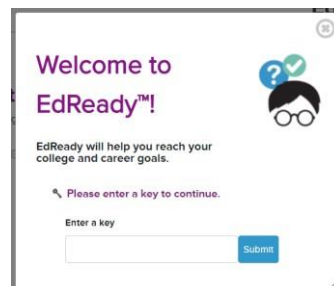 Welcome to
EdReady™!
EdReady will help you reach your
college and career goals.
Please enter a key to continue.
Enter a key
Submit